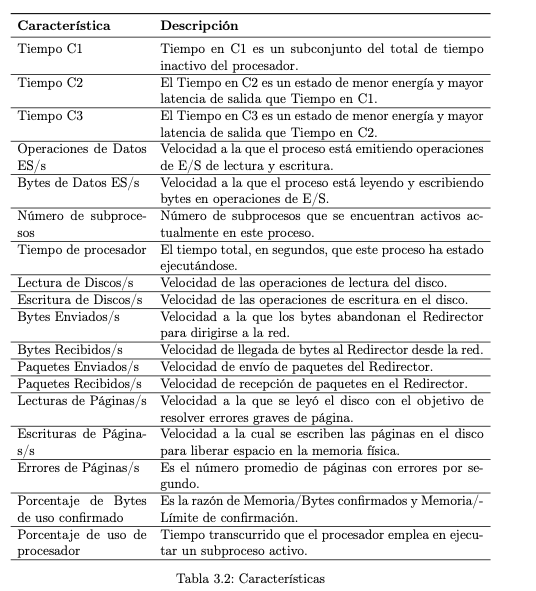 Característica Descripción
Tiempo C1 Tiempo en C1 es un subconjunto del total de tiempo
inactivo del procesador.
Tiempo C2 El Tiempo en C2 es un estado de menor energía y mayor
latencia de salida que Tiempo en C1.
Tiempo C3 El Tiempo en C3 es un estado de menor energía y mayor
latencia de salida que Tiempo en C2.
Operaciones de Datos Velocidad a la que el proceso está emitiendo operaciones
ES/s de E/S de lectura y escritura.
Bytes de Datos ES/s Velocidad a la que el proceso está leyendo y escribiendo
bytes en operaciones de E/S.
Número de subproce- Número de subprocesos que se encuentran activos ac-
sos tualmente en este proceso.
Tiempo de procesador El tiempo total, en segundos, que este proceso ha estado
ejecutándose.
Lectura de Discos/s Velocidad de las operaciones de lectura del disco.
Escritura de Discos/s Velocidad de las operaciones de escritura en el disco.
Bytes Enviados/s Velocidad a la que los bytes abandonan el Redirector
para dirigirse a la red.
Bytes Recibidos/s Velocidad de llegada de bytes al Redirector desde la red.
Paquetes Enviados/s Velocidad de envío de paquetes del Redirector.
Paquetes Recibidos/s Velocidad de recepción de paquetes en el Redirector.
Lecturas de Páginas/s Velocidad a la que se leyó el disco con el objetivo de
resolver errores graves de página.
Escrituras de Página- Velocidad a la cual se escriben las páginas en el disco
s/s para liberar espacio en la memoria física.
Errores de Páginas/s Es el número promedio de páginas con errores por se-
gundo.
Porcentaje de Bytes Es la razón de Memoria/Bytes confirmados y Memoria/-
de uso confirmado Límite de confirmación.
Porcentaje de uso de Tiempo transcurrido que el procesador emplea en ejecu-
procesador tar un subproceso activo.
Tabla 3.2: Características